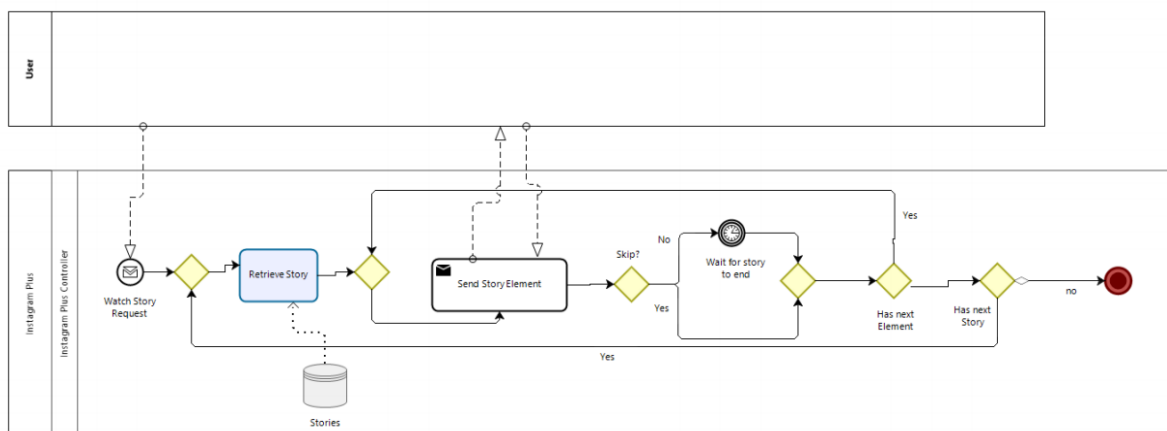 User
Instagram Plus
Instagram Plus Controller
Watch Story
Request
Retrieve Story
Stories
Send Story Element
Skip?
No
Yes
Wait for story
to end
Yes
Has next
Element
Has next
Story
no
Yes